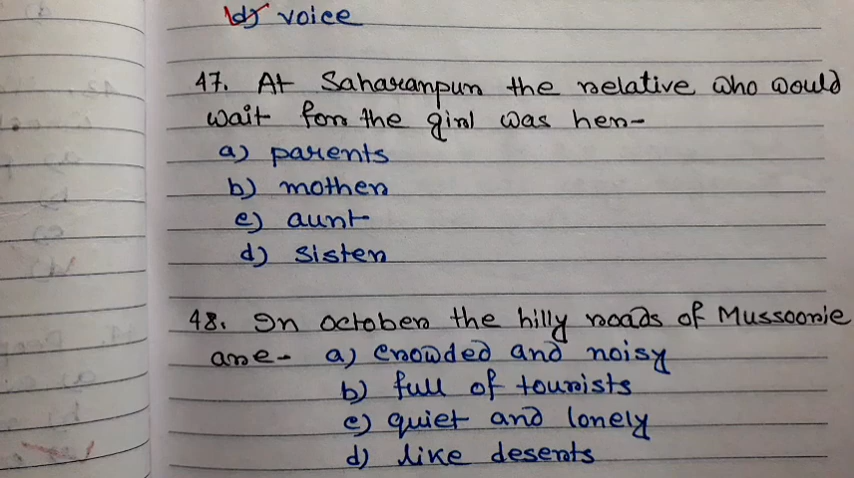 d) voice
47. At Saharanpur the relative who would
wait for the girl was her-
a) parents
b) mother
c) aunt
d) sister
48. In october the hilly roads of Mussoorie
are- a) crowded and noisy
b) full of tourists
c) quiet and lonely
d) like deserts